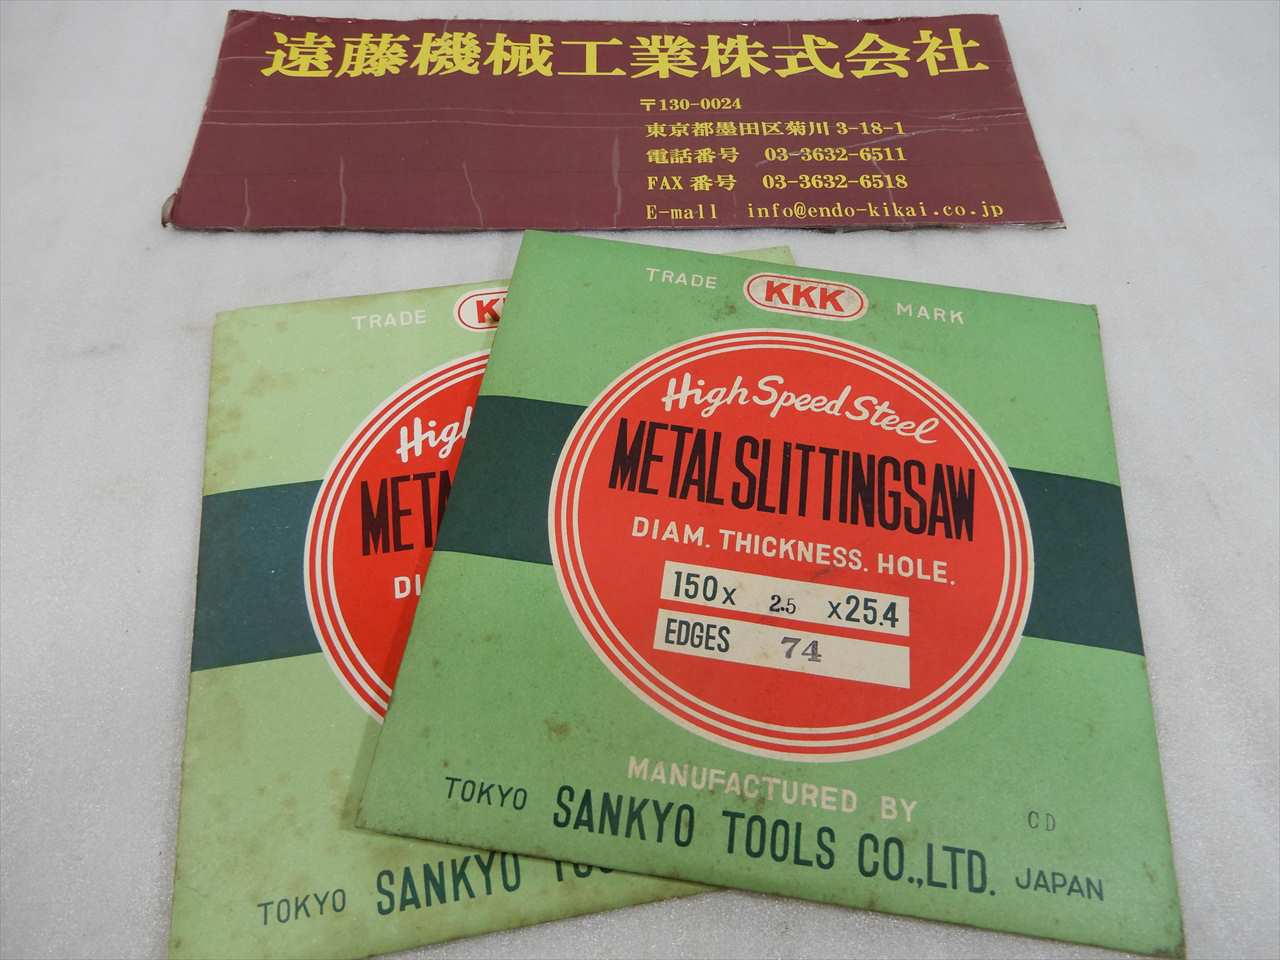 遠藤機械工業株式会社
〒130-0024
東京都墨田区菊川 3-18-1
電話番号 03-3632-6511
FAX 番号 03-3632-6518
E-mall info@endo-kikai.co.jp
TRADE KKK MARK
High Speed Steel
METAL SLITTING SAW
DIAM. THICKNESS. HOLE.
150x 2.5 x25.4
EDGES 74
MANUFACTURED BY
CD
TOKYO SANKYO TOOLS CO.,LTD. JAPAN
TRADE
High
TOKYO SANKYO